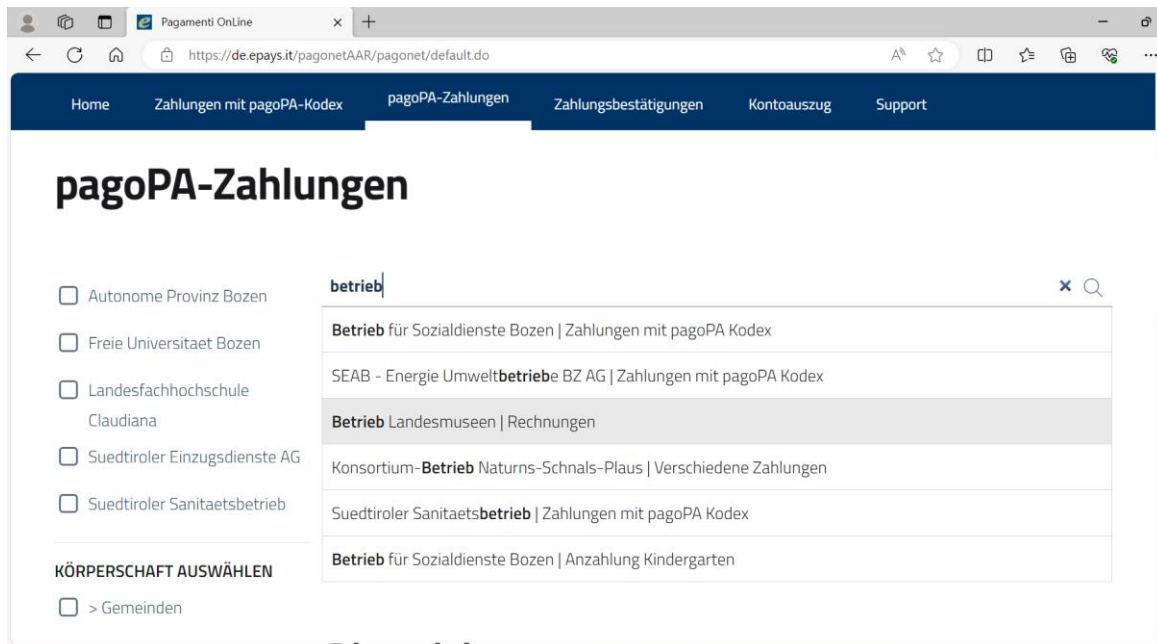 Pagamenti OnLine
https://de.epays.it/pagonetAAR/pagonet/default.do
Home Zahlungen mit pagoPA-Kodex pagoPA-Zahlungen Zahlungsbestätigungen Kontoauszug Support
pagoPA-Zahlungen
betrieb
Autonome Provinz Bozen
Freie Universitaet Bozen
Landesfachhochschule
Claudiana
Suedtiroler Einzugsdienste AG
Suedtiroler Sanitaetsbetrieb
KÖRPERSCHAFT AUSWÄHLEN
> Gemeinden
Betrieb für Sozialdienste Bozen | Zahlungen mit pagoPA Kodex
SEAB - Energie Umweltbetriebe BZ AG | Zahlungen mit pagoPA Kodex
Betrieb Landesmuseen | Rechnungen
Konsortium-Betrieb Naturns-Schnals-Plaus | Verschiedene Zahlungen
Suedtiroler Sanitaetsbetrieb | Zahlungen mit pagoPA Kodex
Betrieb für Sozialdienste Bozen | Anzahlung Kindergarten